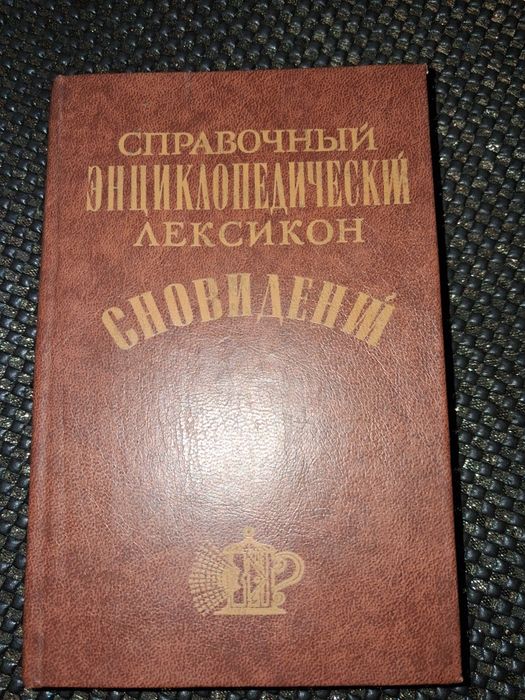 СПРАВОЧНЫЙ
ЭНЦИКЛОПЕДИЧЕСКИЙ
ЛЕКСИКОН
СНОВИДЕНИЙ